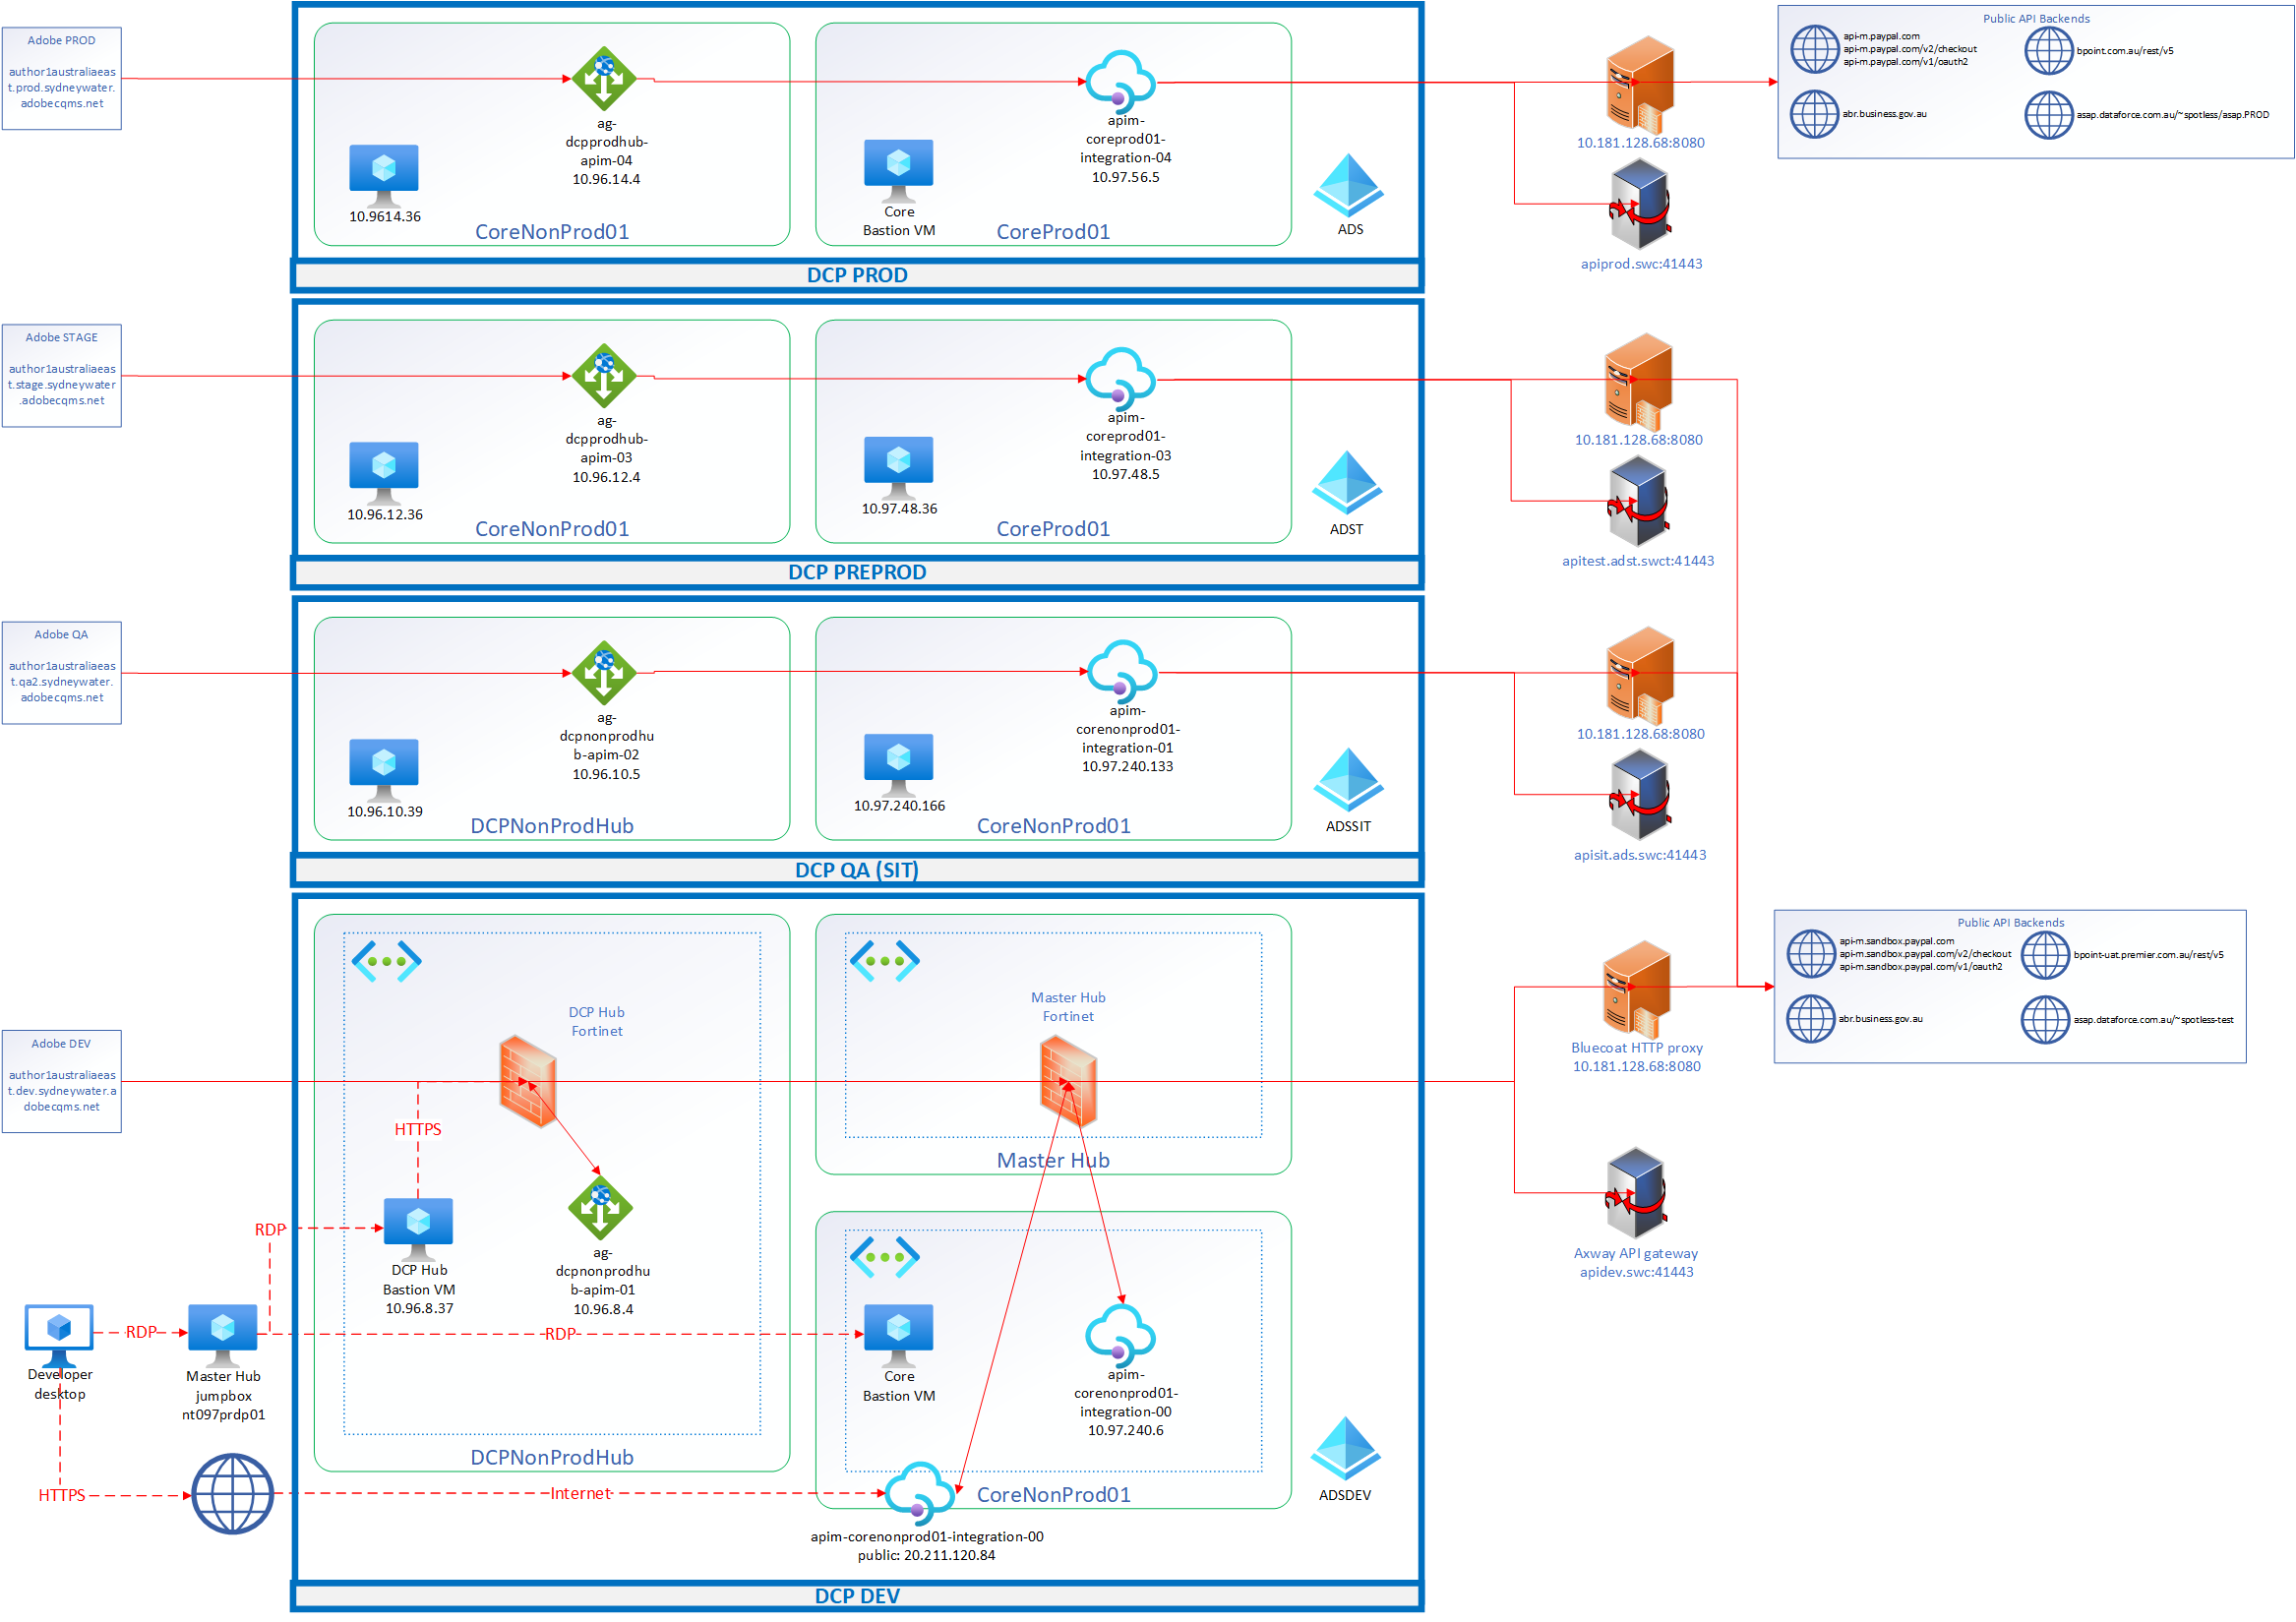 Adobe PROD
author1australiaeas
t.prod.sydneywater.
adobecqms.net
ag-
dcpprodhub-
apim-04
10.96.14.4
10.9614.36
CoreNonProd01
apim-
coreprod01-
integration-04
10.97.56.5
Core
Bastion VM
CoreProd01
ADS
DCP PROD
10.181.128.68:8080
apiprod.swc:41443
Public API Backends
api-m.paypal.com
api-m.paypal.com/v2/checkout
api-m.paypal.com/v1/oauth2
bpoint.com.au/rest/v5
abr.business.gov.au
asap.dataforce.com.au/~spotless/asap.PROD
Adobe STAGE
author1australiaeas
t.stage.sydneywater
.adobecqms.net
ag-
dcpprodhub-
apim-03
10.96.12.4
10.96.12.36
CoreNonProd01
apim-
coreprod01-
integration-03
10.97.48.5
10.97.48.36
CoreProd01
ADST
DCP PREPROD
10.181.128.68:8080
apitest.adst.swct:41443
Adobe QA
author1australiaeas
t.qa2.sydneywater.
adobecqms.net
ag-
dcpnonprodhu
b-apim-02
10.96.10.5
10.96.10.39
DCPNonProdHub
apim-
corenonprod01-
integration-01
10.97.240.133
10.97.240.166
CoreNonProd01
ADSSIT
DCP QA (SIT)
10.181.128.68:8080
apisit.ads.swc:41443
Adobe DEV
author1australiaeas
t.dev.sydneywater.a
dobecqms.net
DCP Hub
Fortinet
HTTPS
RDP
DCP Hub
Bastion VM
10.96.8.37
ag-
dcpnonprodhu
b-apim-01
10.96.8.4
DCPNonProdHub
Master Hub
Fortinet
Master Hub
RDP
RDP
Developer
desktop
Master Hub
jumpbox
nt097prdp01
HTTPS
Internet
Core
Bastion VM
apim-
corenonprod01-
integration-00
10.97.240.6
CoreNonProd01
apim-corenonprod01-integration-00
public: 20.211.120.84
ADSDEV
DCP DEV
Bluecoat HTTP proxy
10.181.128.68:8080
Axway API gateway
apidev.swc:41443
Public API Backends
api-m.sandbox.paypal.com
api-m.sandbox.paypal.com/v2/checkout
api-m.sandbox.paypal.com/v1/oauth2
bpoint-uat.premier.com.au/rest/v5
abr.business.gov.au
asap.dataforce.com.au/~spotless-test